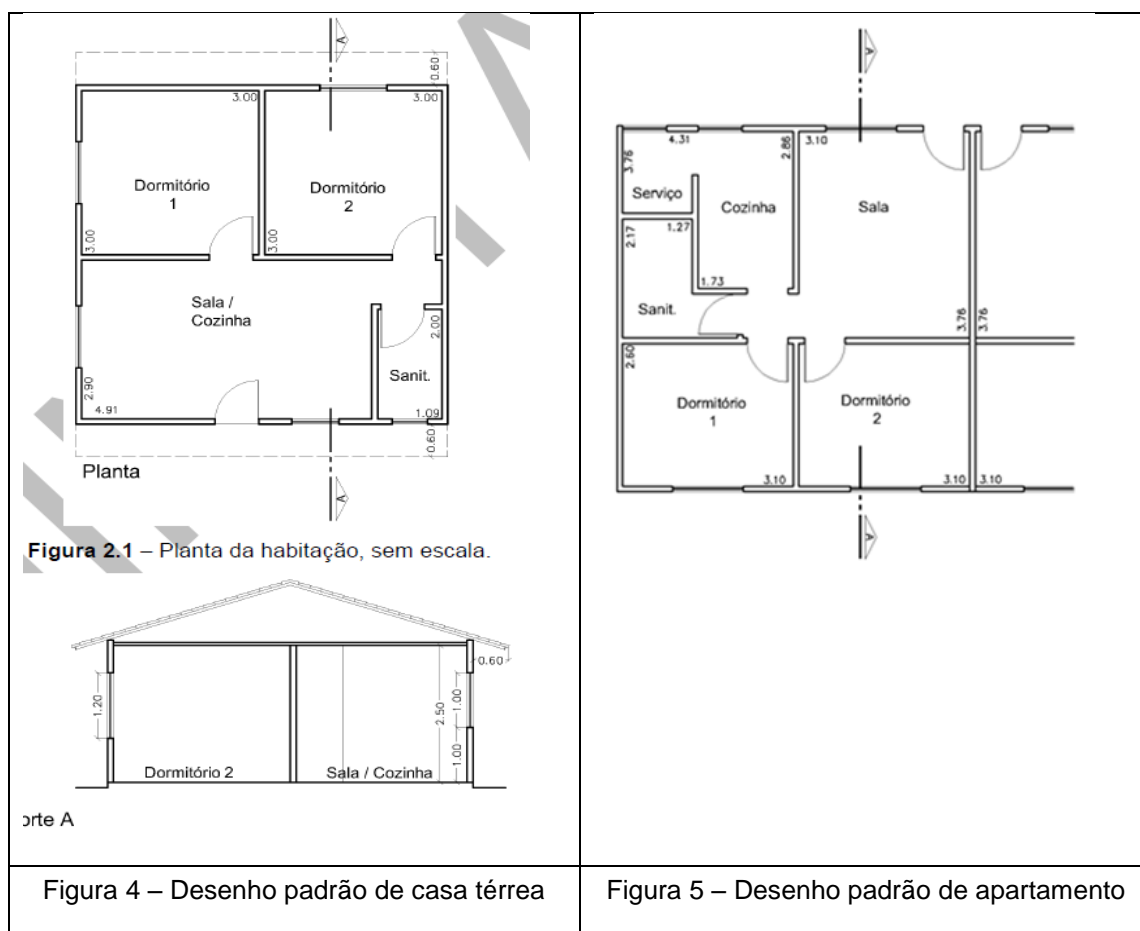 A
0.60
3.00
3.00
Dormitório
1
Dormitório
2
3.00
3.00
Sala /
Cozinha
2.00
Sanit.
2.90
4.91
1.09
0.60
Planta
A
Figura 2.1 – Planta da habitação, sem escala.
0.60
1.20
2.50
1.00
1.00
Dormitório 2
Sala / Cozinha
orte A
Figura 4 – Desenho padrão de casa térrea
A
4.31
2.86
3.10
3.76
Serviço
Cozinha
Sala
1.27
2.17
1.73
Sanit.
3.76
3.76
2.60
Dormitório
1
Dormitório
2
3.10
3.10
3.10
A
Figura 5 – Desenho padrão de apartamento